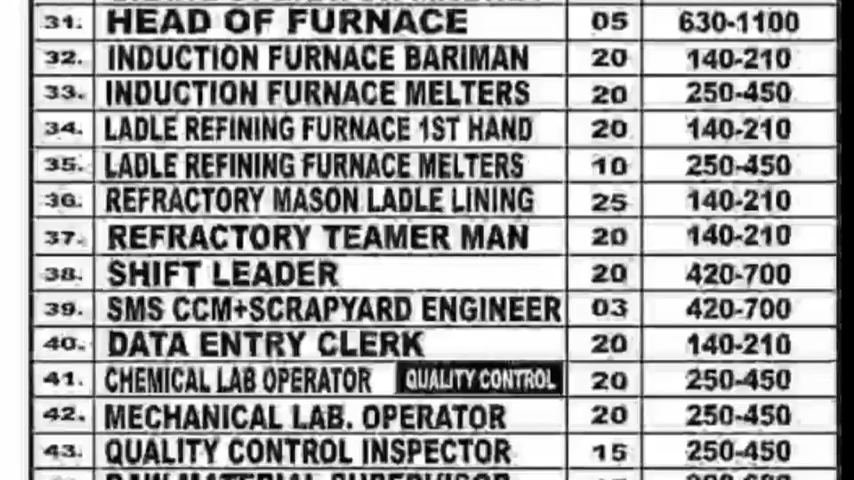 31. HEAD OF FURNACE 05 630-1100
32. INDUCTION FURNACE BARIMAN 20 140-210
33. INDUCTION FURNACE MELTERS 20 250-450
34. LADLE REFINING FURNACE 1ST HAND 20 140-210
35. LADLE REFINING FURNACE MELTERS 10 250-450
36. REFRACTORY MASON LADLE LINING 25 140-210
37. REFRACTORY TEAMER MAN 20 140-210
38. SHIFT LEADER 20 420-700
39. SMS CCM+SCRAPYARD ENGINEER 03 420-700
40. DATA ENTRY CLERK 20 140-210
41. CHEMICAL LAB OPERATOR QUALITY CONTROL 20 250-450
42. MECHANICAL LAB. OPERATOR 20 250-450
43. QUALITY CONTROL INSPECTOR 15 250-450
RAW MATERIAL SUPERVISOR